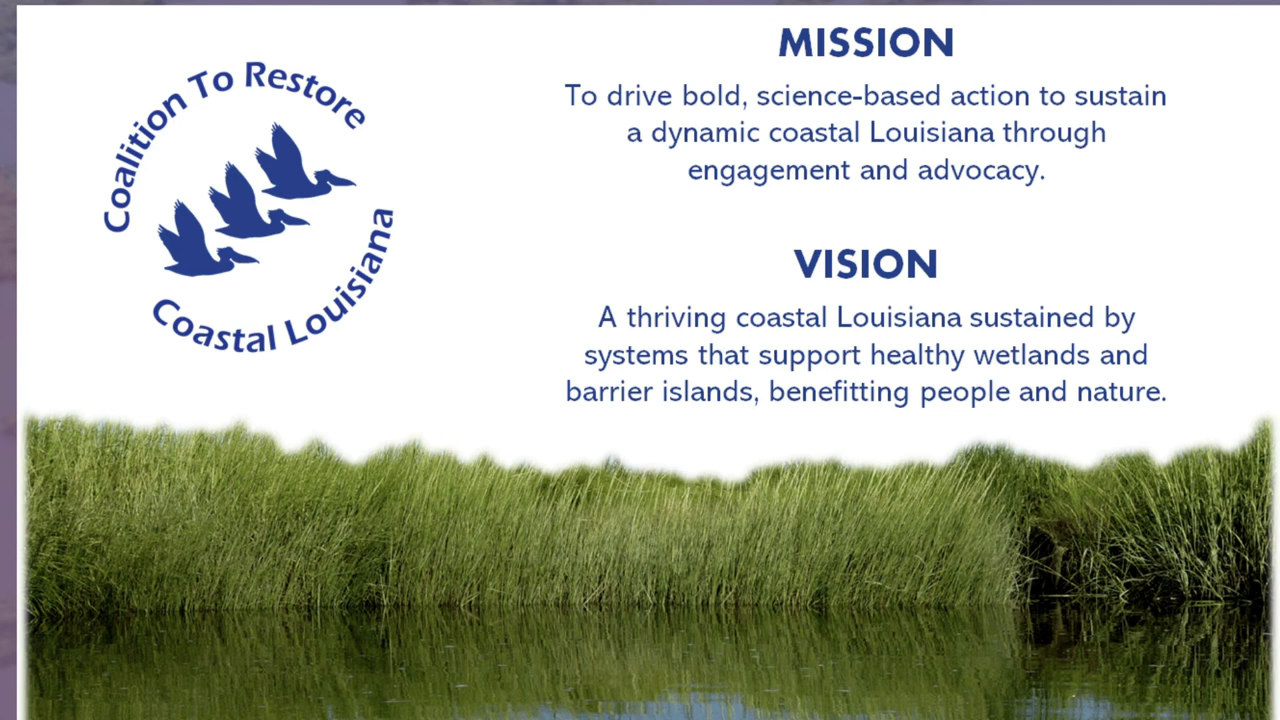 Coalition To Restore
Coastal Louisiana
MISSION
To drive bold, science-based action to sustain
a dynamic coastal Louisiana through
engagement and advocacy.
VISION
A thriving coastal Louisiana sustained by
systems that support healthy wetlands and
barrier islands, benefitting people and nature.